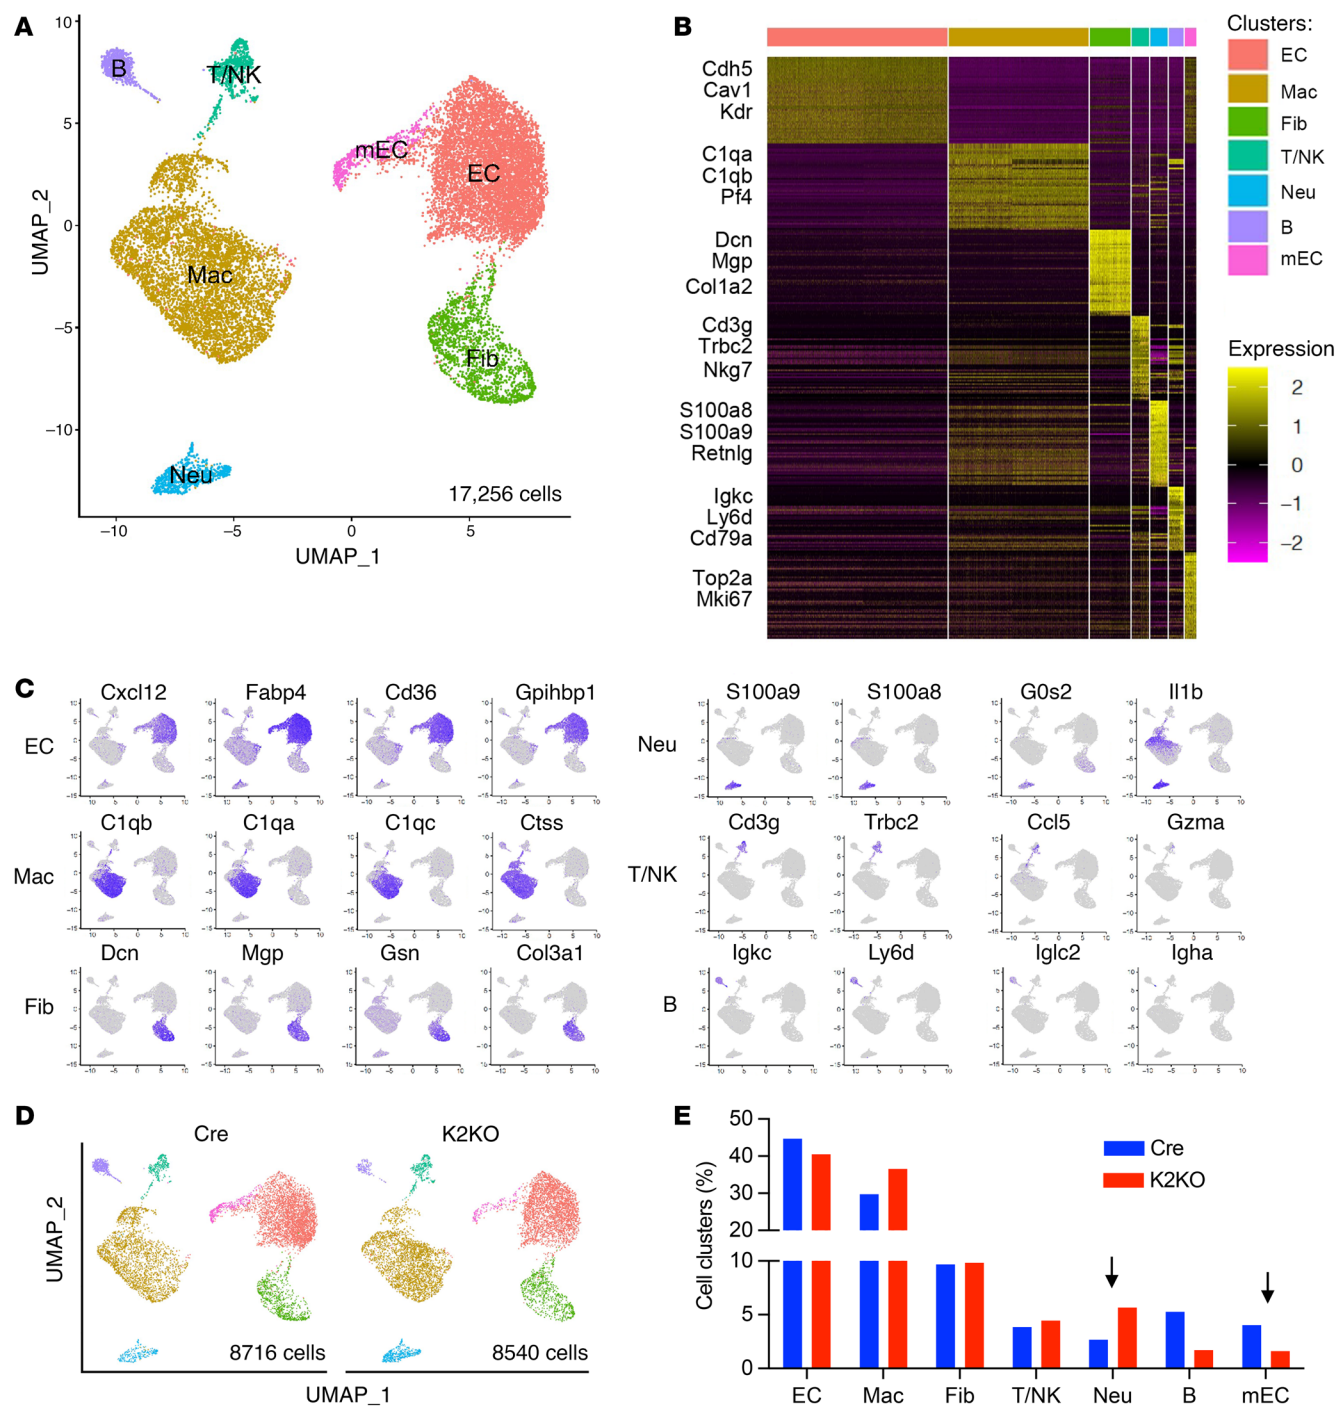 A
UMAP_2
10
5
0
−5
−10
B
T/NK
mEC
EC
Mac
Fib
Neu
17,256 cells
−10
−5
0
5
UMAP_1
B
Cdh5
Cav1
Kdr
C1qa
C1qb
Pf4
Dcn
Mgp
Col1a2
Cd3g
Trbc2
Nkg7
S100a8
S100a9
Retnlg
Igkc
Ly6d
Cd79a
Top2a
Mki67
Clusters:
EC
Mac
Fib
T/NK
Neu
B
mEC
Expression
2
1
0
−1
−2
C
Cxcl12 Fabp4 Cd36 Gpihbp1
EC
C1qb C1qa C1qc Ctss
Mac
Dcn Mgp Gsn Col3a1
Fib
S100a9 S100a8 G0s2 Il1b
Neu
Cd3g Trbc2 Ccl5 Gzma
T/NK
Igkc Ly6d Iglc2 Igha
B
D
Cre K2KO
UMAP_2
8716 cells 8540 cells
UMAP_1
E
Cell clusters (%)
50
40
30
20
10
5
0
Cre
K2KO
EC Mac Fib T/NK Neu B mEC